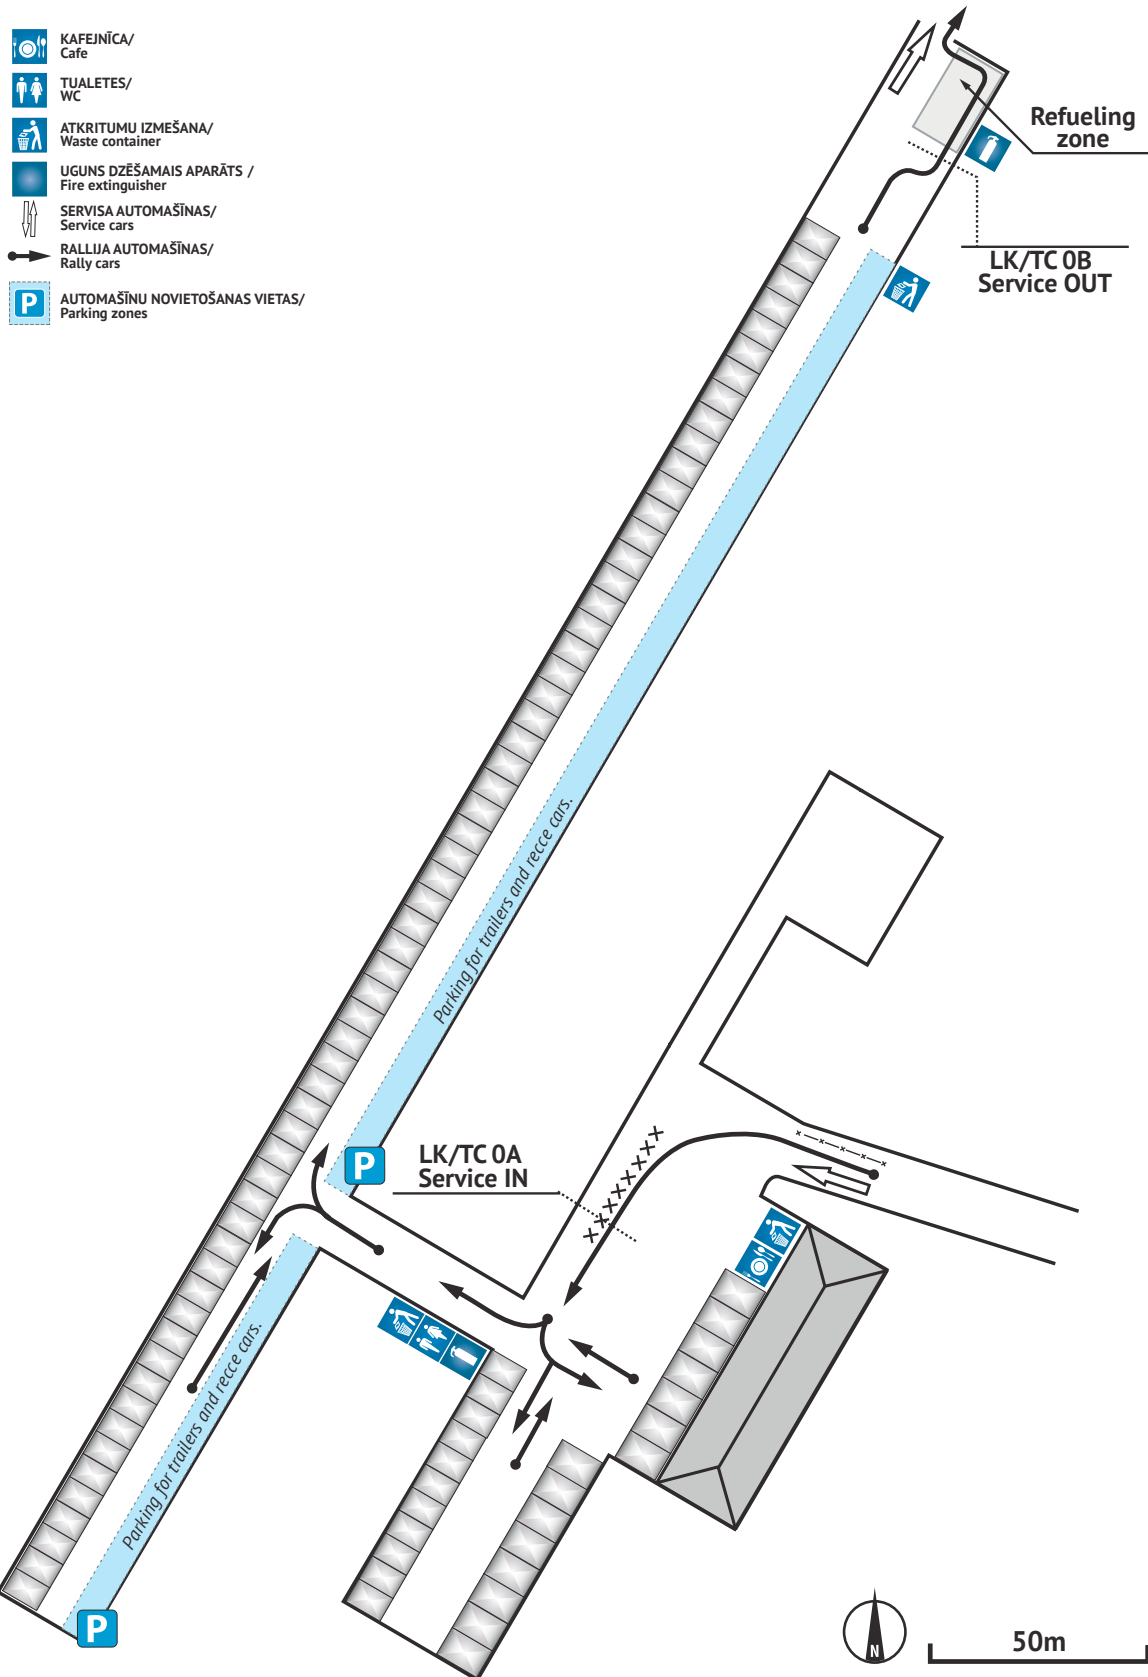 KAFEJNĪCA/
Cafe
TUALETES/
WC
ATKRITUMU IZMEŠANA/
Waste container
UGUNS DZĒŠAMAIS APARĀTS /
Fire extinguisher
SERVISA AUTOMAŠĪNAS/
Service cars
RALLIJA AUTOMAŠĪNAS/
Rally cars
P
AUTOMAŠĪNU NOVIETOŠANAS VIETAS/
Parking zones
Refueling
zone
LK/TC 0B
Service OUT
Parking for trailers and recce cars.
P
LK/TC 0A
Service IN
Parking for trailers and recce cars.
P
N
50m